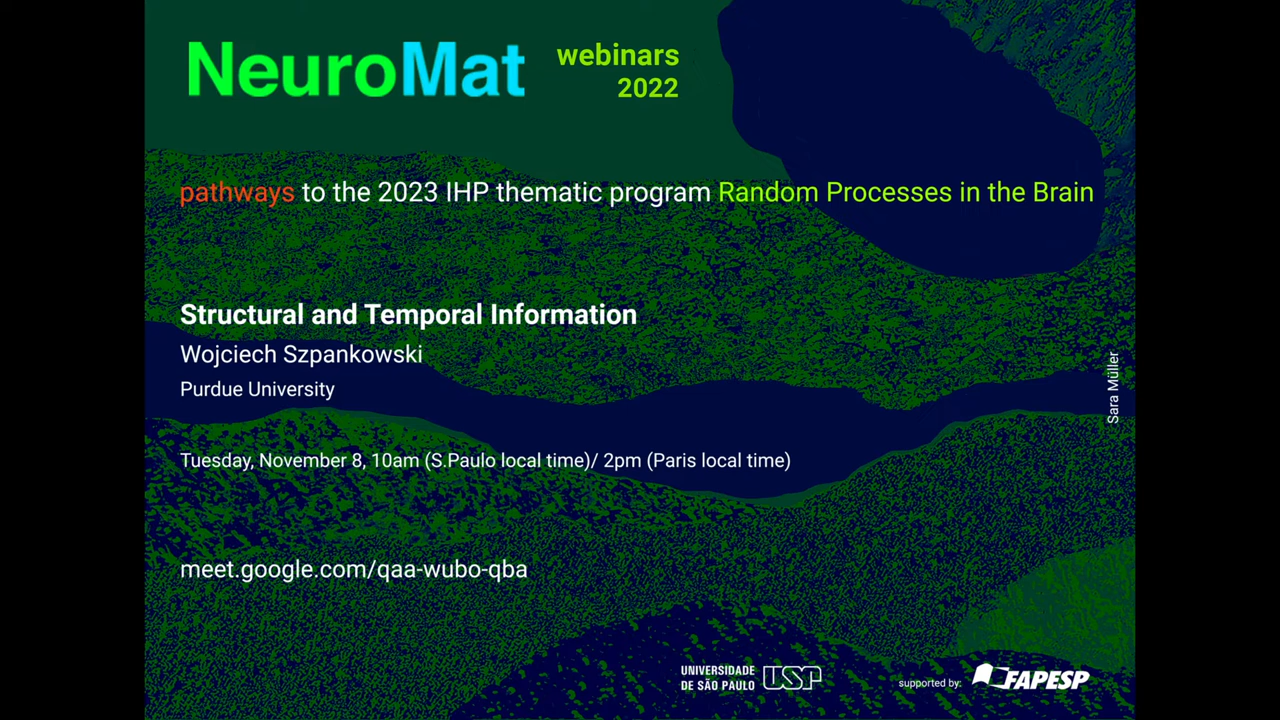 NeuroMat
webinars
2022
pathways to the 2023 IHP thematic program Random Processes in the Brain
Structural and Temporal Information
Wojciech Szpankowski
Purdue University
Sara Müller
Tuesday, November 8, 10am (S.Paulo local time)/ 2pm (Paris local time)
meet.google.com/qaa-wubo-qba
UNIVERSIDADE
DE SÃO PAULO
USP
supported by:
FAPESP